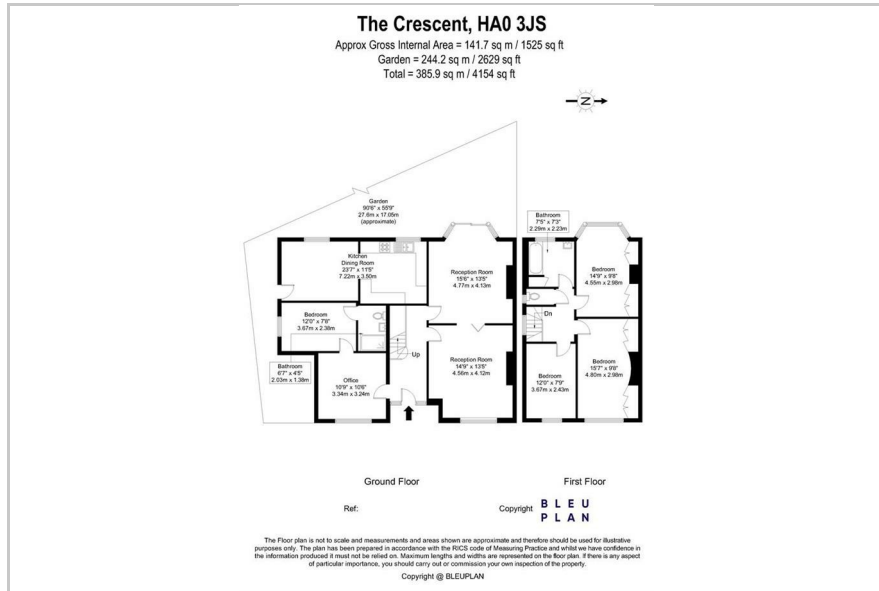 The Crescent, HA0 3JS
Approx Gross Internal Area = 141.7 sq m / 1525 sq ft
Garden = 244.2 sq m / 2629 sq ft
Total = 385.9 sq m / 4154 sq ft
N
Garden
90'6" x 55'9"
27.6m x 17.05m
(approximate)
Kitchen
Dining Room
23'7" x 11'5"
7.22m x 3.50m
Reception Room
15'6" x 13'5"
4.77m x 4.13m
Bedroom
12'0" x 7'8"
3.67m x 2.38m
Up
Bathroom
6'7" x 4'5"
2.03m x 1.38m
Office
10'9" x 10'6"
3.34m x 3.24m
Reception Room
14'9" x 13'5"
4.56m x 4.12m
Bathroom
7'5" x 7'3"
2.29m x 2.23m
Bedroom
14'9" x 9'8"
4.55m x 2.98m
Dn
Bedroom
15'7" x 9'8"
4.80m x 2.98m
Bedroom
12'0" x 7'9"
3.67m x 2.43m
Ground Floor
First Floor
Ref:
Copyright
BLEU
PLAN
The Floor plan is not to scale and measurements and areas shown are approximate and therefore should be used for illustrative
purposes only. The plan has been prepared in accordance with the RICS code of Measuring Practice and whilst we have confidence in
the information produced it must not be relied on. Maximum lengths and widths are represented on the floor plan. If there is any aspect
of particular importance, you should carry out or commission your own inspection of the property.
Copyright @ BLEUPLAN